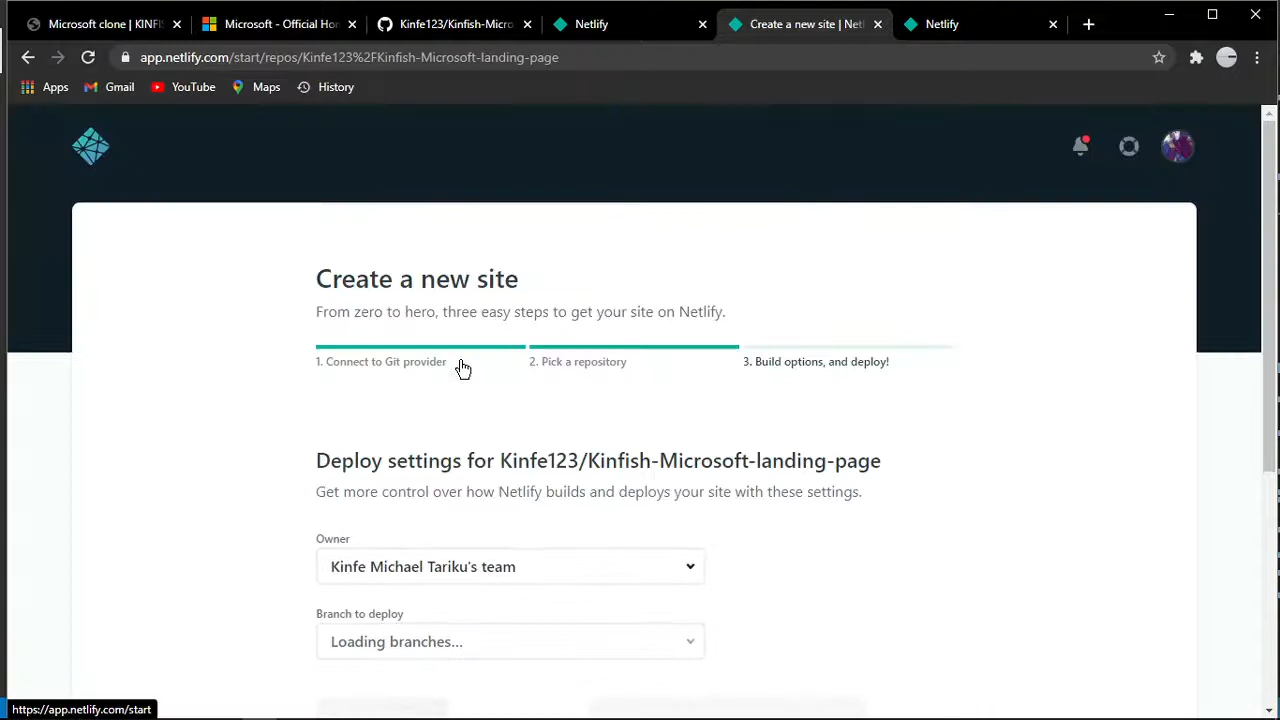 Microsoft clone | KINFIS
Microsoft - Official Hom
Kinfe123/Kinfish-Micro
Netlify
Create a new site | Netl
Netlify
app.netlify.com/start/repos/Kinfe123%2FKinfish-Microsoft-landing-page
Apps
Gmail
YouTube
Maps
History
Create a new site
From zero to hero, three easy steps to get your site on Netlify.
1. Connect to Git provider
2. Pick a repository
3. Build options, and deploy!
Deploy settings for Kinfe123/Kinfish-Microsoft-landing-page
Get more control over how Netlify builds and deploys your site with these settings.
Owner
Kinfe Michael Tariku's team
Branch to deploy
Loading branches...
https://app.netlify.com/start